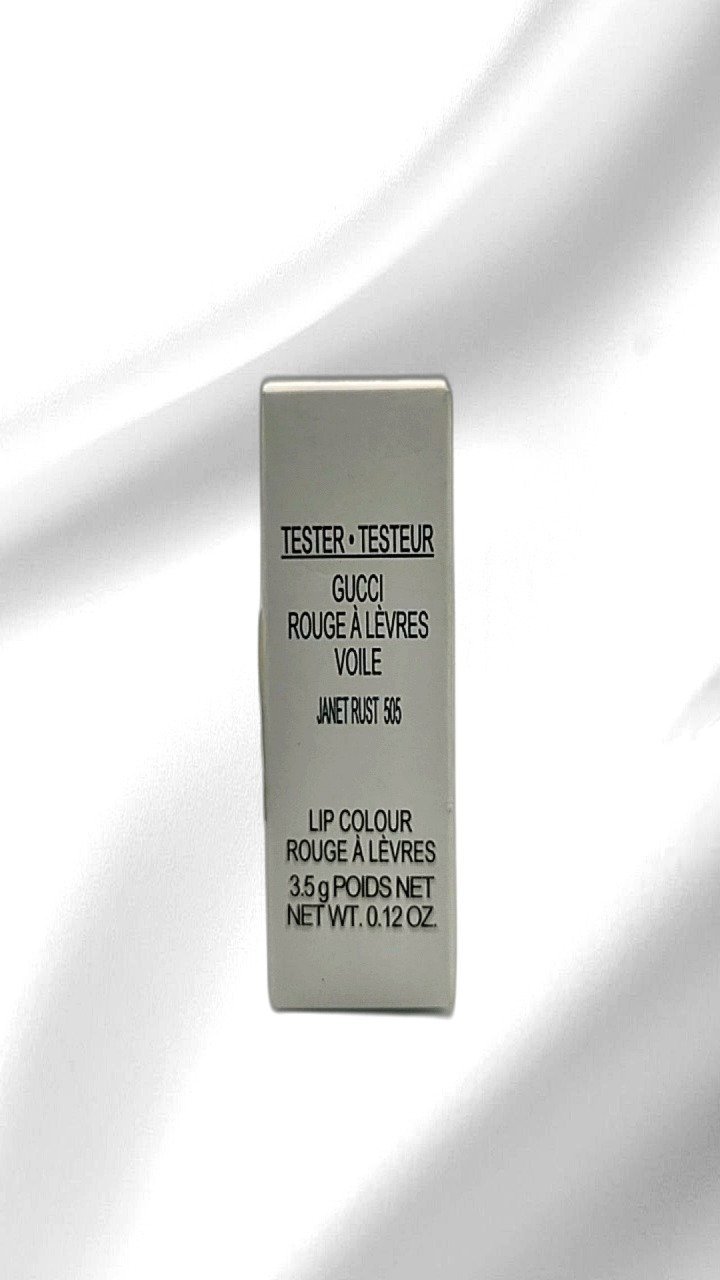 TESTER • TESTEUR
GUCCI
ROUGE À LÈVRES
VOILE
JANET RUST 505
LIP COLOUR
ROUGE À LÈVRES
3.5 g POIDS NET
NET WT. 0.12 OZ.